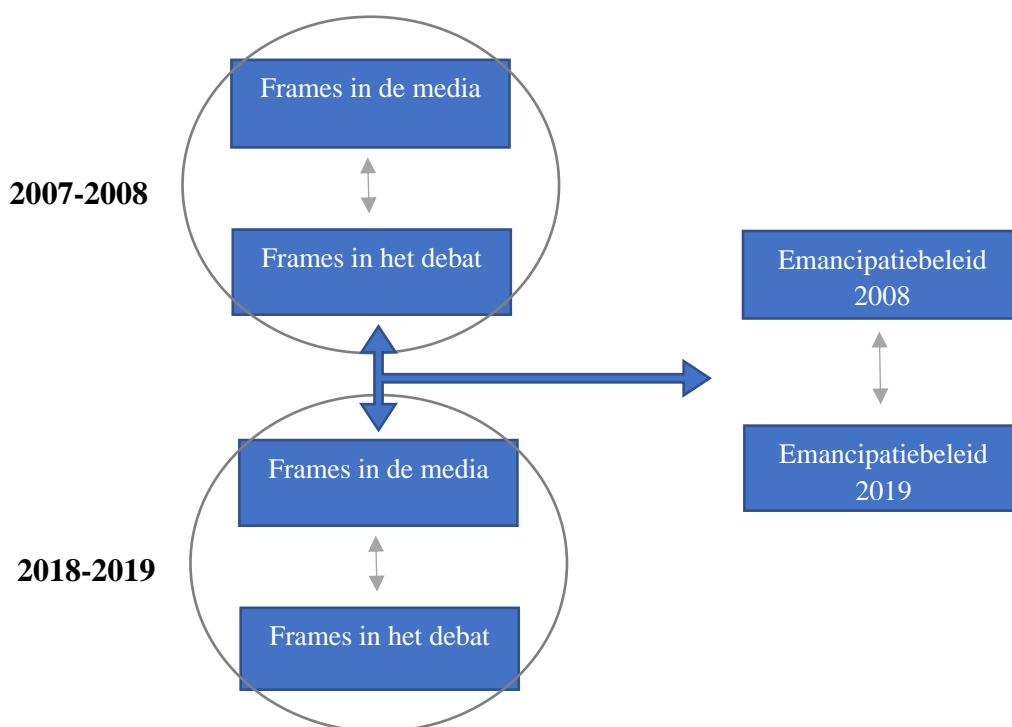 Frames in de media
2007-2008
Frames in het debat
Emancipatiebeleid
2008
Frames in de media
Emancipatiebeleid
2019
2018-2019
Frames in het debat